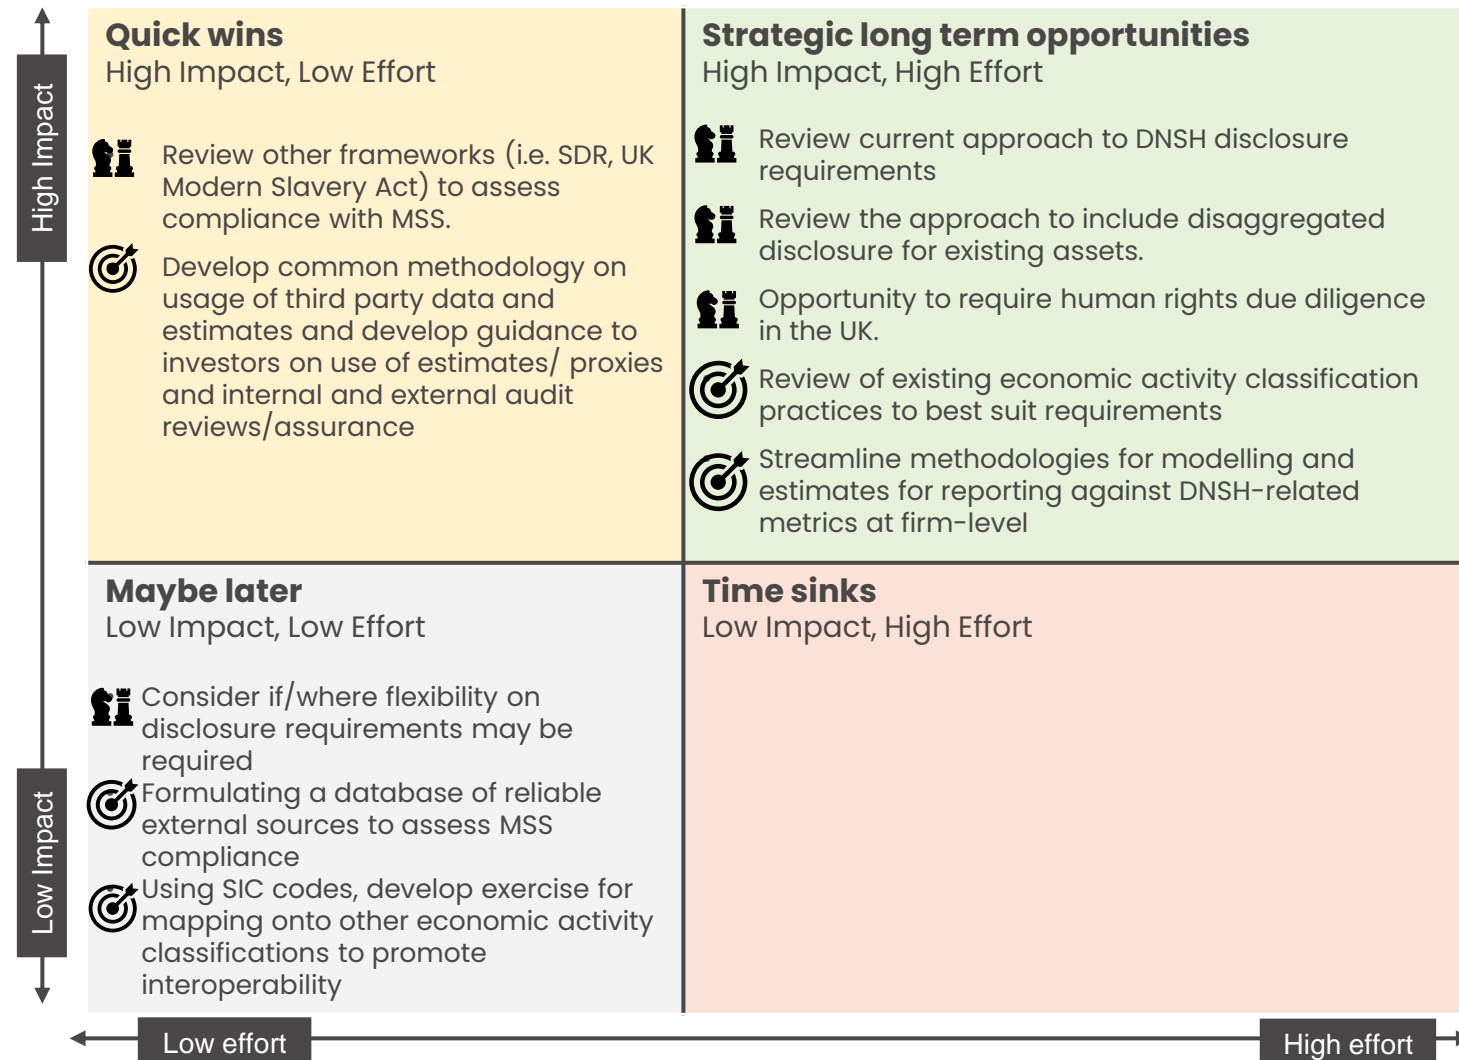 High Impact
Quick wins
High Impact, Low Effort
Review other frameworks (i.e. SDR, UK
Modern Slavery Act) to assess
compliance with MSS.
Develop common methodology on
usage of third party data and
estimates and develop guidance to
investors on use of estimates/ proxies
and internal and external audit
reviews/assurance
Strategic long term opportunities
High Impact, High Effort
Review current approach to DNSH disclosure
requirements
Review the approach to include disaggregated
disclosure for existing assets.
Opportunity to require human rights due diligence
in the UK.
Review of existing economic activity classification
practices to best suit requirements
Streamline methodologies for modelling and
estimates for reporting against DNSH-related
metrics at firm-level
Low Impact
Maybe later
Low Impact, Low Effort
Consider if/where flexibility on
disclosure requirements may be
required
Formulating a database of reliable
external sources to assess MSS
compliance
Using SIC codes, develop exercise for
mapping onto other economic activity
classifications to promote
interoperability
Time sinks
Low Impact, High Effort
Low effort
High effort